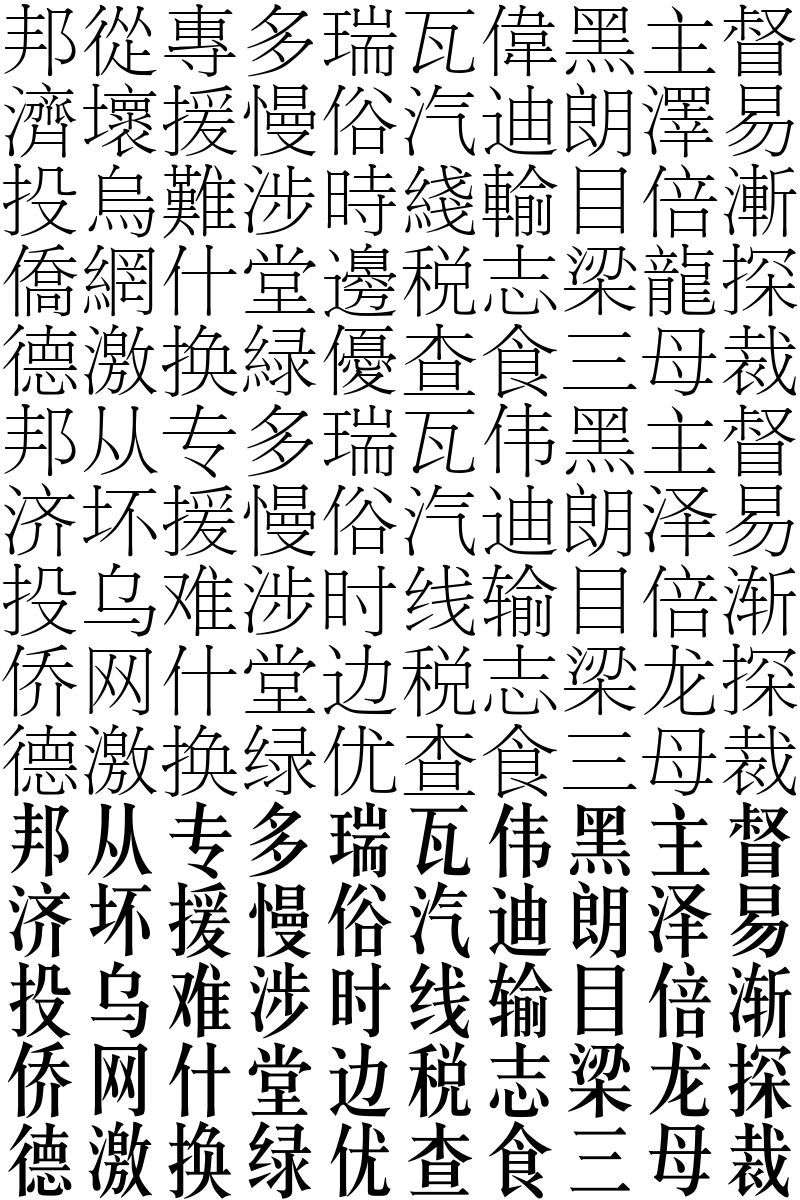 邦從專多瑞瓦偉黑主督
濟壞援慢俗汽迪朗澤易
投烏難涉時綫輸目倍漸
僑網什堂邊税志梁龍探
德激换緑優查食三母裁
邦从专多瑞瓦伟黑主督
济坏援慢俗汽迪朗泽易
投乌难涉时线输目倍渐
侨网什堂边税志梁龙探
德激换绿优查食三母裁
邦从专多瑞瓦伟黑主督
济坏援慢俗汽迪朗泽易
投乌难涉时线输目倍渐
侨网什堂边税志梁龙探
德激换绿优查食三母裁